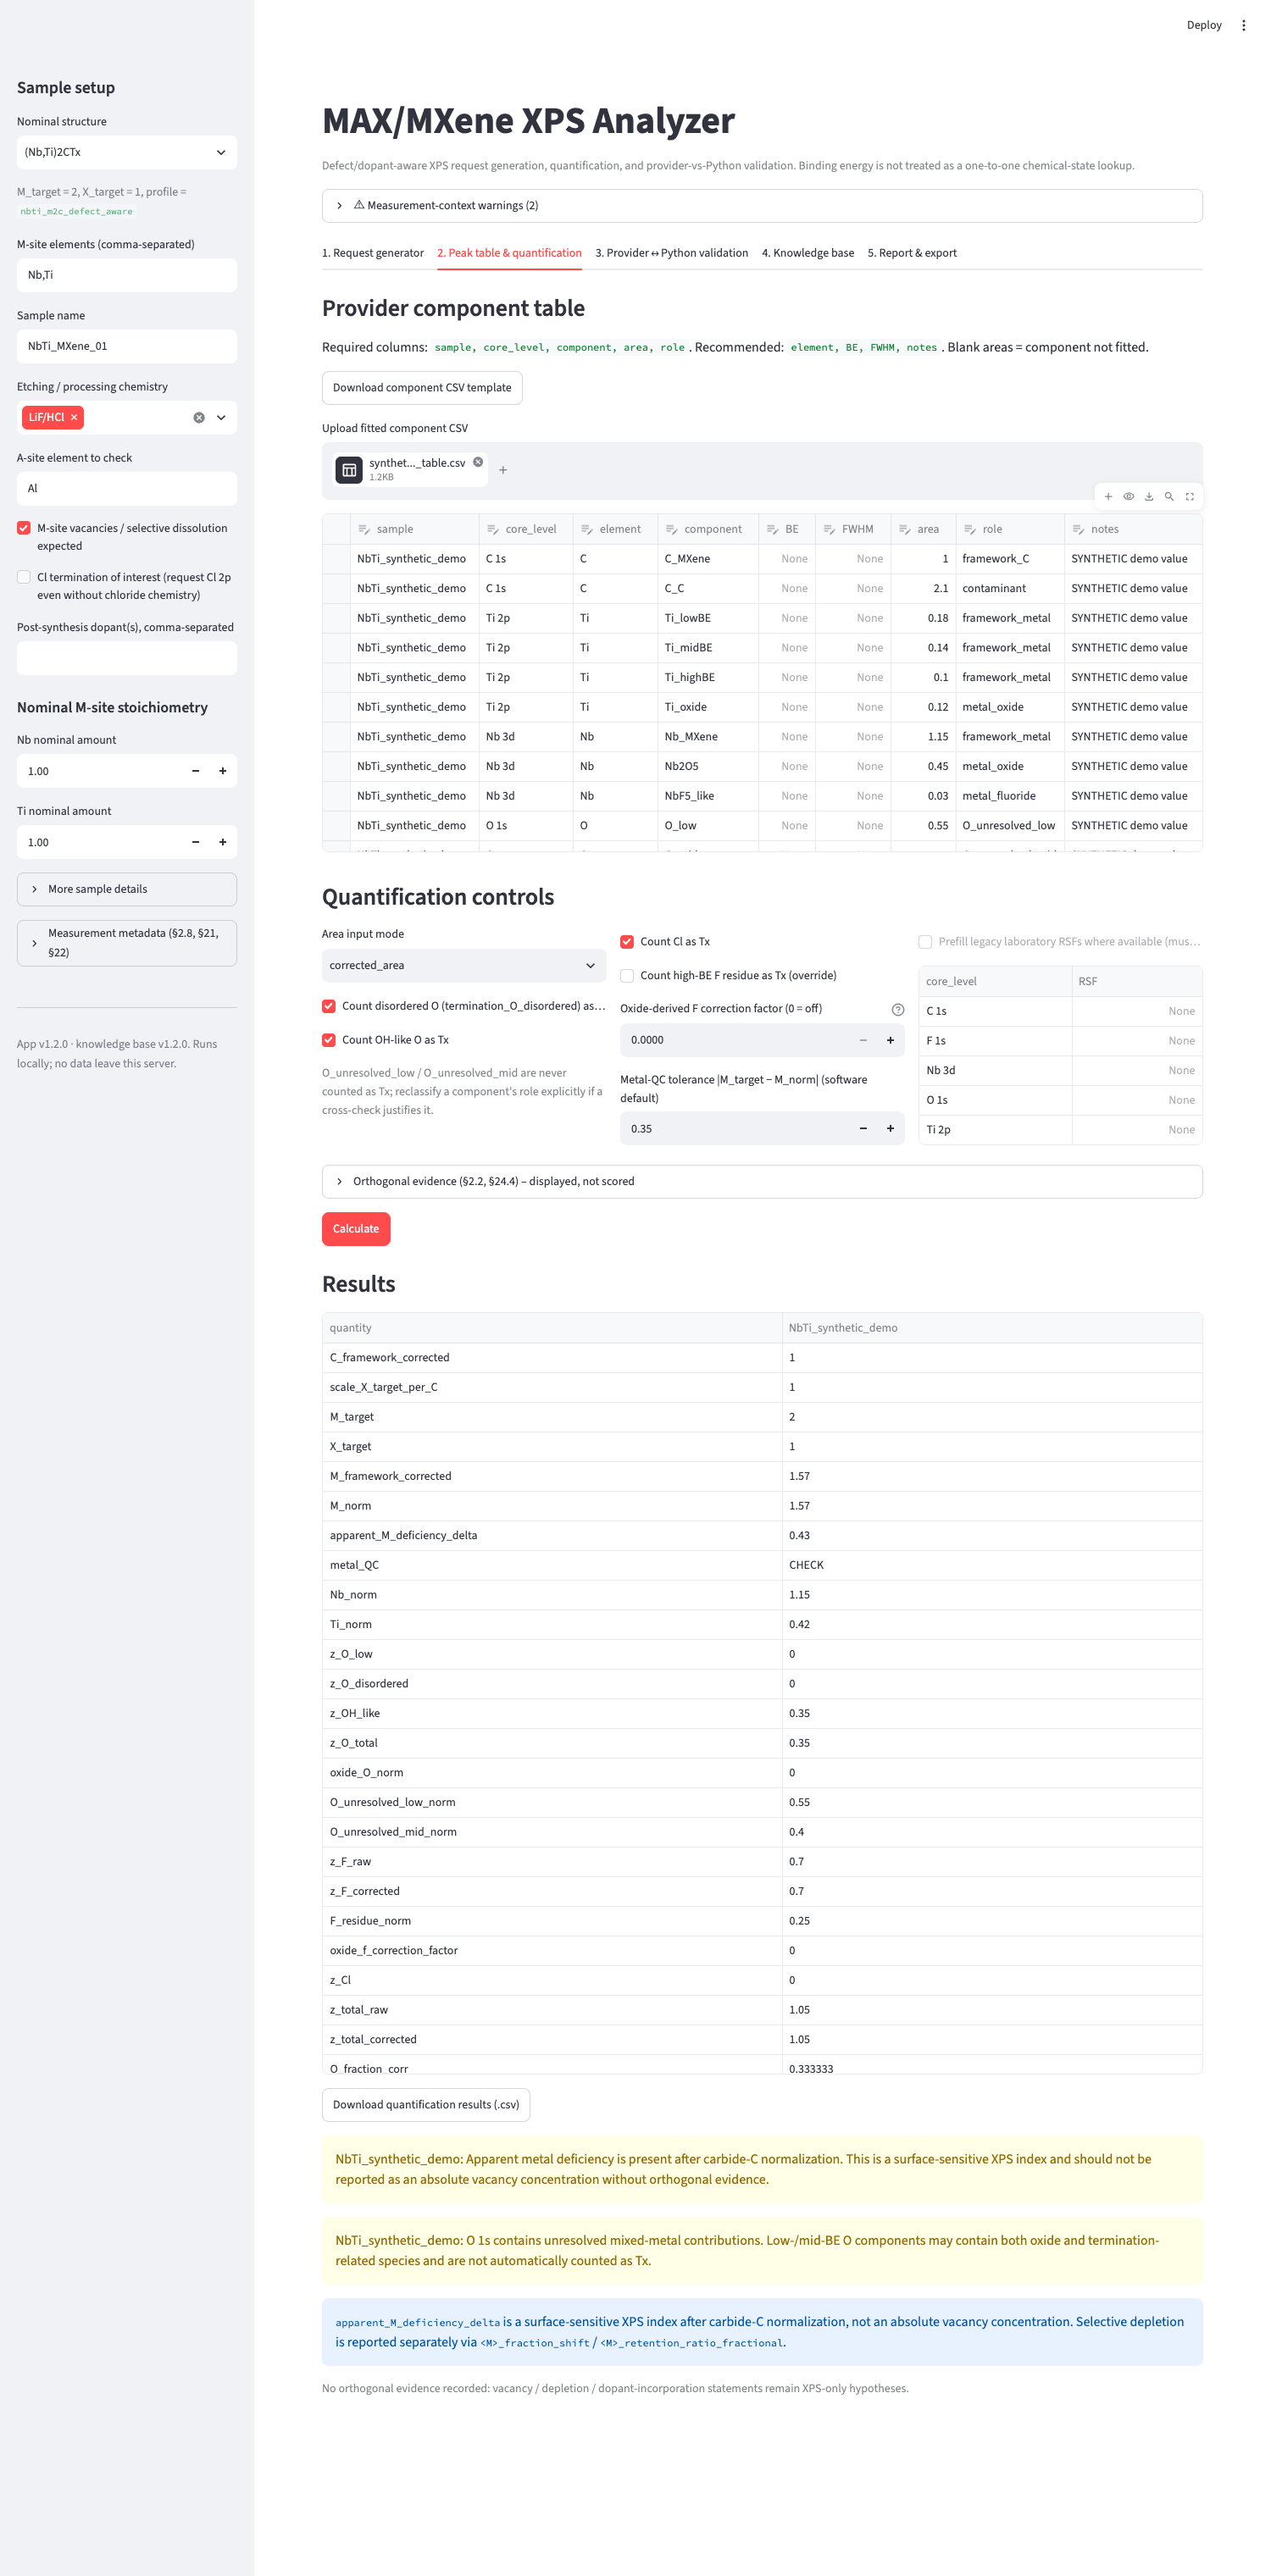 Deploy
Sample setup
Nominal structure
(Nb,Ti)2CTx
M_target = 2, X_target = 1, profile =
nbti_m2c_defect_aware
M-site elements (comma-separated)
Nb,Ti
Sample name
NbTi_MXene_01
Etching / processing chemistry
LiF/HCl ×
A-site element to check
Al
M-site vacancies / selective dissolution
expected
Cl termination of interest (request Cl 2p
even without chloride chemistry)
Post-synthesis dopant(s), comma-separated
Nominal M-site stoichiometry
Nb nominal amount
1.00
Ti nominal amount
1.00
More sample details
Measurement metadata (§2.8, §21,
§22)
App v1.2.0 · knowledge base v1.2.0. Runs
locally; no data leave this server.
MAX/MXene XPS Analyzer
Defect/dopant-aware XPS request generation, quantification, and provider-vs-Python validation. Binding energy is not treated as a one-to-one chemical-state lookup.
⚠ Measurement-context warnings (2)
1. Request generator 2. Peak table & quantification 3. Provider↔Python validation 4. Knowledge base 5. Report & export
Provider component table
Required columns: sample, core_level, component, area, role . Recommended: element, BE, FWHM, notes . Blank areas = component not fitted.
Download component CSV template
Upload fitted component CSV
synthet..._table.csv
1.2KB
sample core_level element component BE FWHM area role notes
NbTi_synthetic_demo C 1s C C_MXene None None 1 framework_C SYNTHETIC demo value
NbTi_synthetic_demo C 1s C C_C None None 2.1 contaminant SYNTHETIC demo value
NbTi_synthetic_demo Ti 2p Ti Ti_lowBE None None 0.18 framework_metal SYNTHETIC demo value
NbTi_synthetic_demo Ti 2p Ti Ti_midBE None None 0.14 framework_metal SYNTHETIC demo value
NbTi_synthetic_demo Ti 2p Ti Ti_highBE None None 0.1 framework_metal SYNTHETIC demo value
NbTi_synthetic_demo Ti 2p Ti Ti_oxide None None 0.12 metal_oxide SYNTHETIC demo value
NbTi_synthetic_demo Nb 3d Nb Nb_MXene None None 1.15 framework_metal SYNTHETIC demo value
NbTi_synthetic_demo Nb 3d Nb Nb2O5 None None 0.45 metal_oxide SYNTHETIC demo value
NbTi_synthetic_demo Nb 3d Nb NbF5_like None None 0.03 metal_fluoride SYNTHETIC demo value
NbTi_synthetic_demo O 1s O O_low None None 0.55 O_unresolved_low SYNTHETIC demo value
Quantification controls
Area input mode
corrected_area
Count disordered O (termination_O_disordered) as...
Count OH-like O as Tx
O_unresolved_low / O_unresolved_mid are never
counted as Tx; reclassify a component's role explicitly if a
cross-check justifies it.
Count Cl as Tx
Count high-BE F residue as Tx (override)
Oxide-derived F correction factor (0 = off)
0.0000
Metal-QC tolerance |M_target − M_norm| (software
default)
0.35
Prefill legacy laboratory RSFs where available (mus...
core_level RSF
C 1s None
F 1s None
Nb 3d None
O 1s None
Ti 2p None
Orthogonal evidence (§2.2, §24.4) – displayed, not scored
Calculate
Results
quantity NbTi_synthetic_demo
C_framework_corrected 1
scale_X_target_per_C 1
M_target 2
X_target 1
M_framework_corrected 1.57
M_norm 1.57
apparent_M_deficiency_delta 0.43
metal_QC CHECK
Nb_norm 1.15
Ti_norm 0.42
z_O_low 0
z_O_disordered 0
z_OH_like 0.35
z_O_total 0.35
oxide_O_norm 0
O_unresolved_low_norm 0.55
O_unresolved_mid_norm 0.4
z_F_raw 0.7
z_F_corrected 0.7
F_residue_norm 0.25
oxide_f_correction_factor 0
z_Cl 0
z_total_raw 1.05
z_total_corrected 1.05
O_fraction_corr 0.333333
Download quantification results (.csv)
NbTi_synthetic_demo: Apparent metal deficiency is present after carbide-C normalization. This is a surface-sensitive XPS index and should not be
reported as an absolute vacancy concentration without orthogonal evidence.
NbTi_synthetic_demo: O 1s contains unresolved mixed-metal contributions. Low-/mid-BE O components may contain both oxide and termination-
related species and are not automatically counted as Tx.
apparent_M_deficiency_delta is a surface-sensitive XPS index after carbide-C normalization, not an absolute vacancy concentration. Selective depletion
is reported separately via <M>_fraction_shift / <M>_retention_ratio_fractional.
No orthogonal evidence recorded: vacancy / depletion / dopant-incorporation statements remain XPS-only hypotheses.